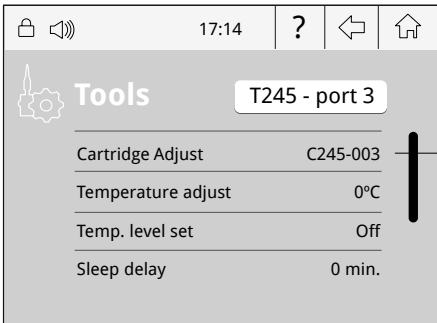 17:14 ?
Tools T245 - port 3
Cartridge Adjust C245-003
Temperature adjust 0ºC
Temp. level set Off
Sleep delay 0 min.